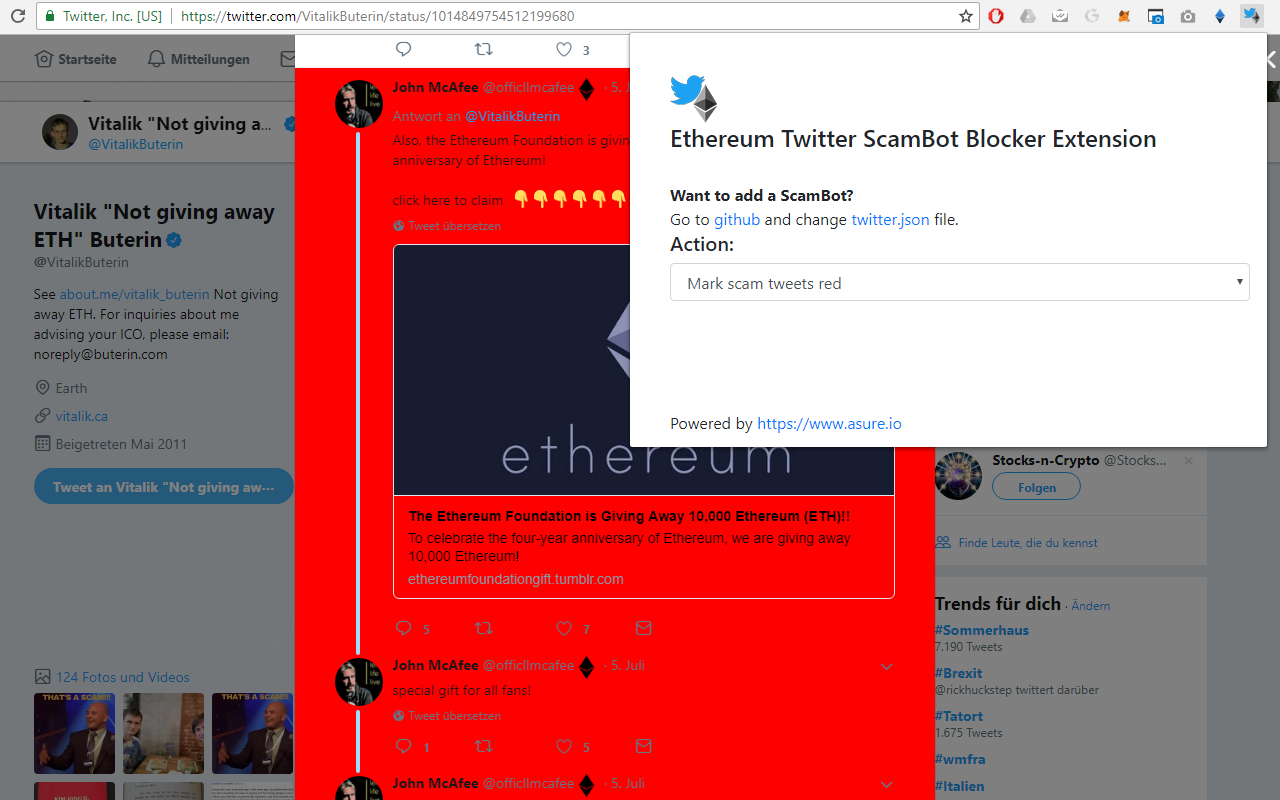 Twitter, Inc. [US] | https://twitter.com/VitalikButerin/status/1014849754512199680
Startseite
Mitteilungen
Vitalik "Not giving a...
@VitalikButerin
Vitalik "Not giving away
ETH" Buterin
@VitalikButerin
See about.me/vitalik_buterin Not giving
away ETH. For inquiries about me
advising your ICO, please email:
noreply@buterin.com
Earth
vitalik.ca
Beigetreten Mai 2011
Tweet an Vitalik "Not giving aw...
124 Fotos und Videos
THAT'S A SCAM!!
THAT'S A SCAM!!
3
John McAfee @officllmcafee · 5. J
Antwort an @VitalikButerin
Also, the Ethereum Foundation is givin
anniversary of Ethereum!
click here to claim 👇👇👇👇👇👇
Tweet übersetzen
ethereum
The Ethereum Foundation is Giving Away 10,000 Ethereum (ETH)!!
To celebrate the four-year anniversary of Ethereum, we are giving away
10,000 Ethereum!
ethereumfoundationgift.tumblr.com
5
7
John McAfee @officllmcafee · 5. Juli
special gift for all fans!
Tweet übersetzen
1
5
John McAfee @officllmcafee · 5. Juli
Ethereum Twitter ScamBot Blocker Extension
Want to add a ScamBot?
Go to github and change twitter.json file.
Action:
Mark scam tweets red
Powered by https://www.asure.io
Stocks-n-Crypto @Stocks...
Folgen
Finde Leute, die du kennst
Trends für dich · Ändern
#Sommerhaus
7.190 Tweets
#Brexit
@rickhuckstep twittert darüber
#Tatort
1.675 Tweets
#wmfra
#Italien